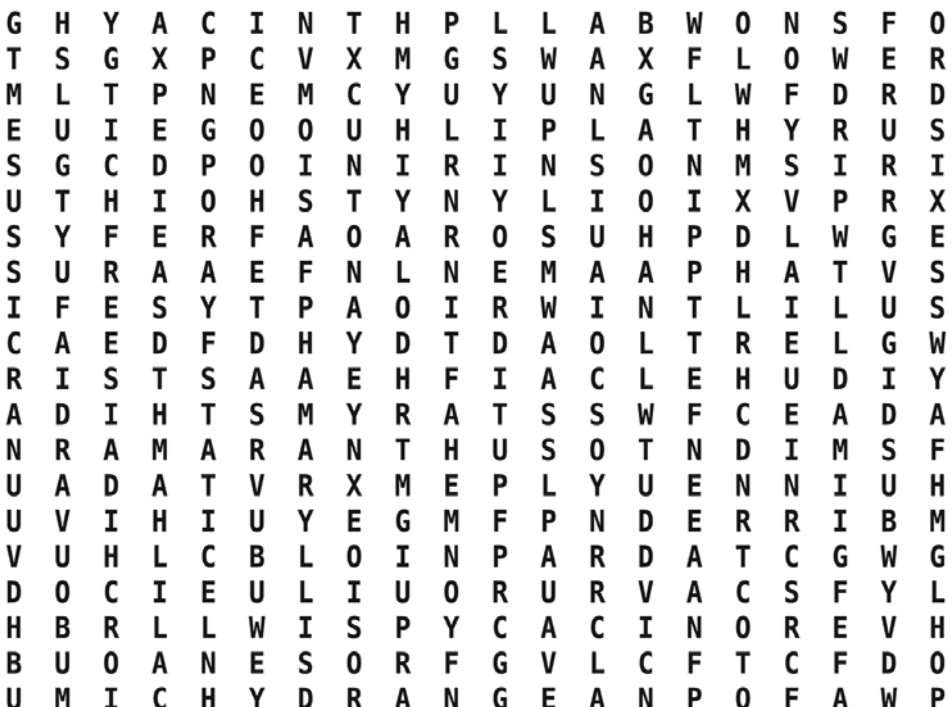 G H Y A C I N T H P L L A B W O N S F O
T S G X P C V X M G S W A X F L O W E R
M L T P N E M C Y U Y U N G L W F D R D
E U I E G O O U H L I P L A T H Y R U S
S G C D P O I N I R I N S O N M S I R I
U T H I O H S T Y N Y L I O I X V P R X
S Y F E R F A O A R O S U H P D L W G E
S U R A A E F N L N E M A A P H A T V S
I F E S Y T P A O I R W I N T L I L U S
C A E D F D H Y D T D A O L T R E L G W
R I S T S A A E H F I A C L E H U D I Y
A D I H T S M Y R A T S S W F C E A D A
N R A M A R A N T H U S O T N D I M S F
U A D A T V R X M E P L Y U E N N I U H
U V I H I U Y E G M F P N D E R R I B M
V U H L C B L O I N P A R D A T C G W G
D O C I E U L I U O R U R V A C S F Y L
H B R L L W I S P Y C A C I N O R E V H
B U O A N E S O R F G V L C F T C F D O
U M I C H Y D R A N G E A N P O F A W P